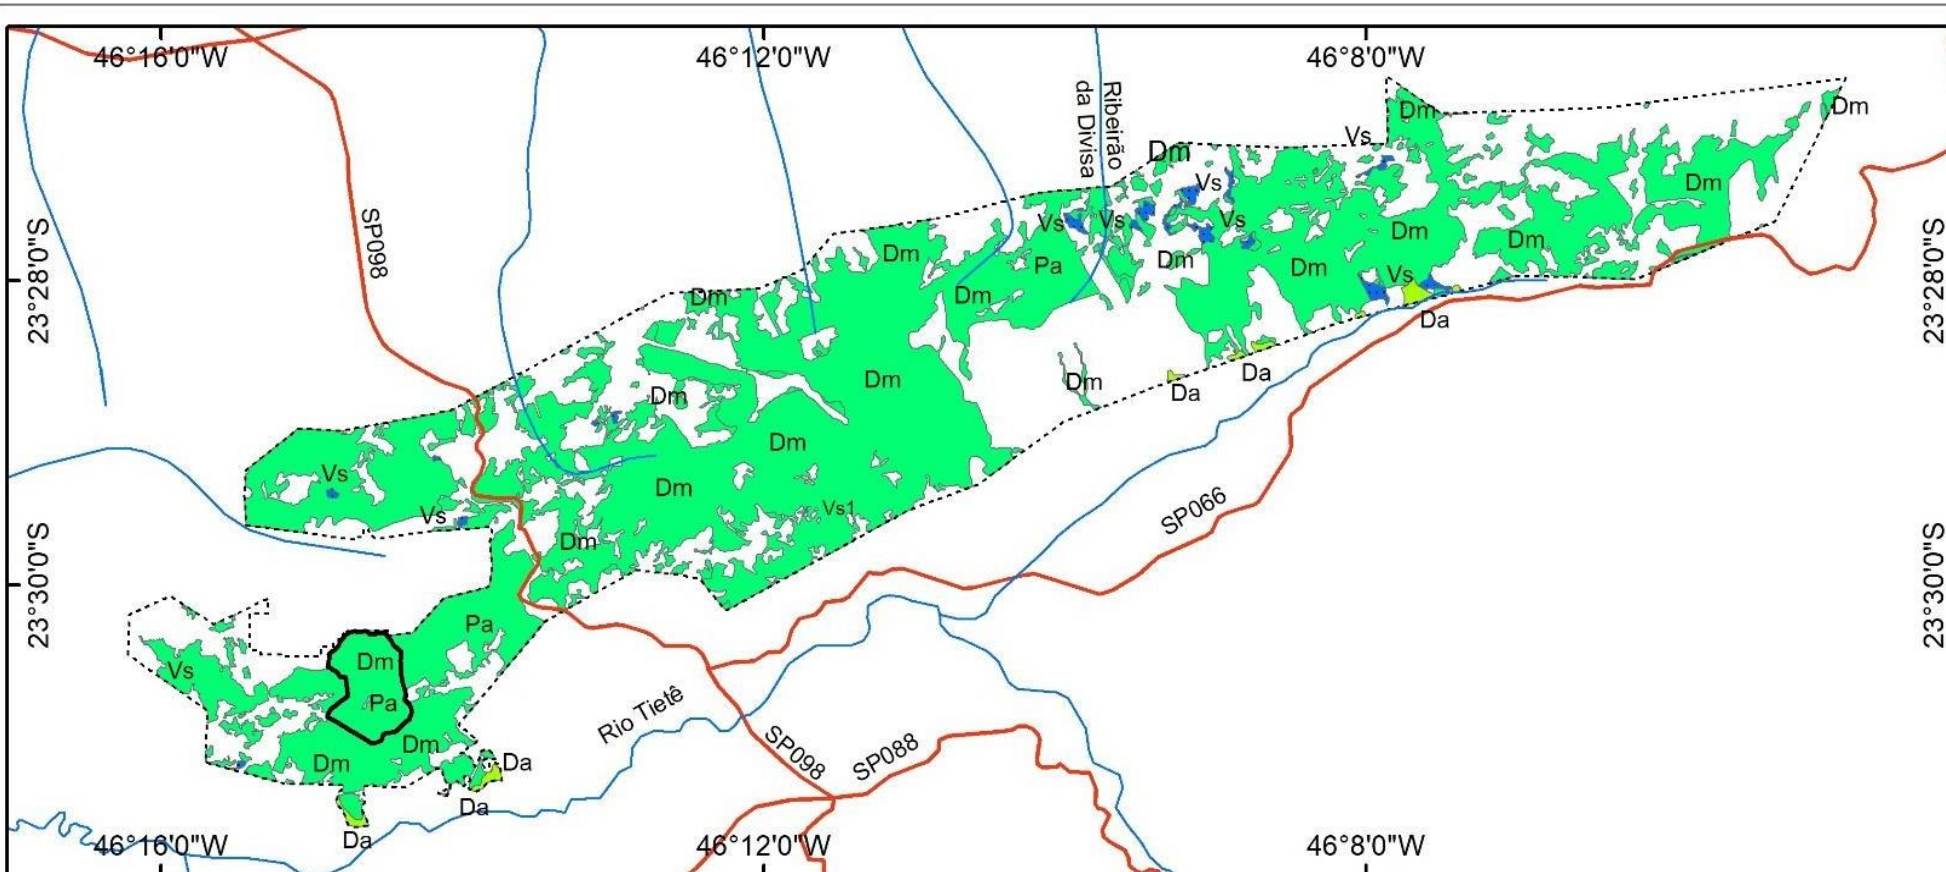 46°16'0"W
46°12'0"W
46°8'0"W
Ribeirão
da Divisa
Dm
Dm
Vs
Dm
Vs
Dm
SP098
Vs
Vs
Vs
Dm
Dm
Dm
Dm
Pa
Dm
Vs
Dm
Dm
Da
23°28'0"S
23°28'0"S
Dm
Dm
Dm
Da
Da
Dm
Vs
Dm
Vs1
Vs
SP066
Dm
23°30'0"S
23°30'0"S
Pa
Dm
Vs
Pa
Rio Tietê
Dm
Dm
SP098
SP088
Da
Da
Da
46°16'0"W
46°12'0"W
46°8'0"W